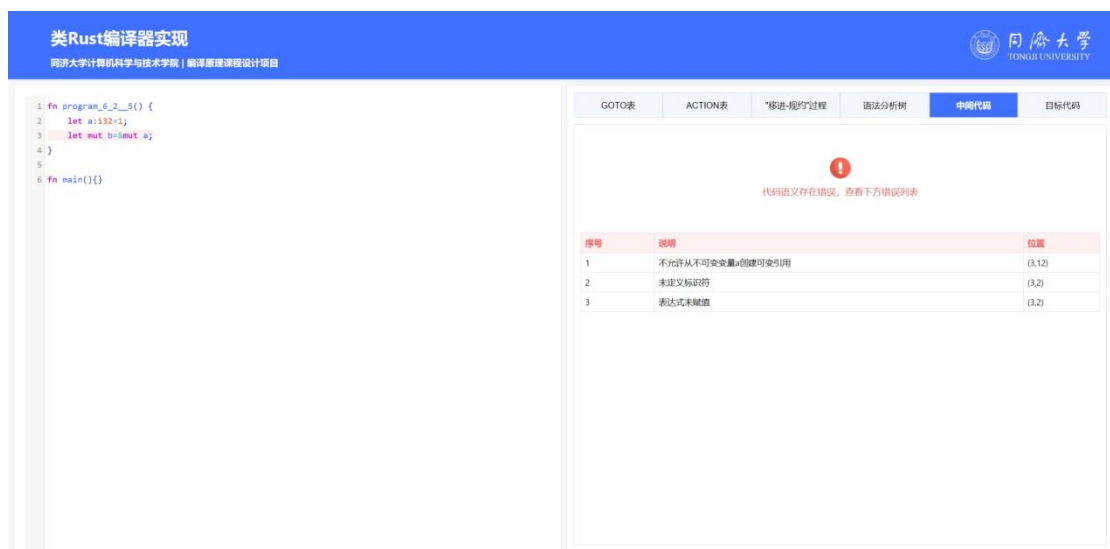 类Rust编译器实现
同济大学计算机科学与技术学院 | 编译原理课程设计项目
同济大学
TONGJI UNIVERSITY
1 fn program_6_2__5() {
2     let a:i32=1;
3     let mut b=&mut a;
4 }
5
6 fn main(){}
GOTO表 ACTION表 "移进-规约"过程 语法分析树 中间代码 目标代码
代码语义存在错误，查看下方错误列表
序号 说明 位置
1 不允许从不可变变量a创建可变引用 (3,12)
2 未定义标识符 (3,2)
3 表达式未赋值 (3,2)